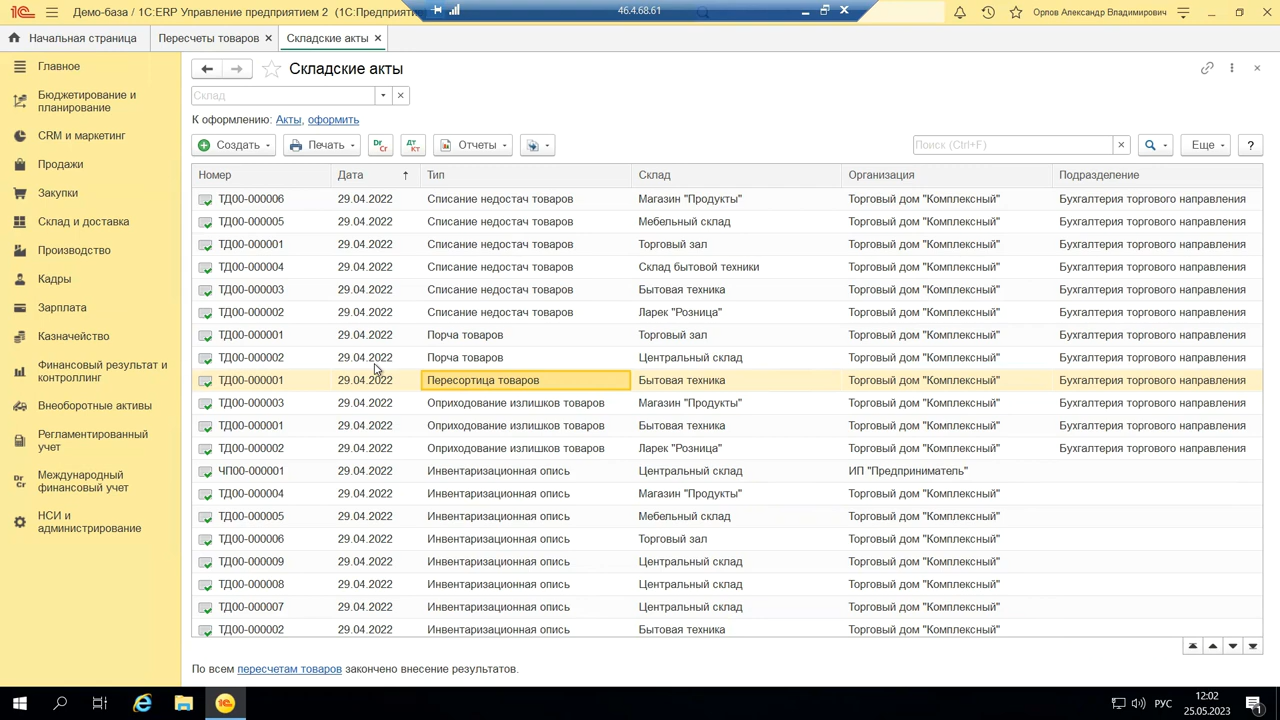 Демо-база / 1С:ERP Управление предприятием 2 (1С:Предприятие
46.4.68.61
Орлов Александр Владимирович
Начальная страница
Пересчеты товаров
Складские акты
Главное
Бюджетирование и
планирование
CRM и маркетинг
Продажи
Закупки
Склад и доставка
Производство
Кадры
Зарплата
Казначейство
Финансовый результат и
контроллинг
Внеоборотные активы
Регламентированный
учет
Международный
финансовый учет
НСИ и
администрирование
Складские акты
Склад
К оформлению: Акты, оформить
Создать Печать Отчеты Поиск (Ctrl+F) Еще ?
Номер Дата Тип Склад Организация Подразделение
ТД00-000006 29.04.2022 Списание недостач товаров Магазин "Продукты" Торговый дом "Комплексный" Бухгалтерия торгового направления
ТД00-000005 29.04.2022 Списание недостач товаров Мебельный склад Торговый дом "Комплексный" Бухгалтерия торгового направления
ТД00-000001 29.04.2022 Списание недостач товаров Торговый зал Торговый дом "Комплексный" Бухгалтерия торгового направления
ТД00-000004 29.04.2022 Списание недостач товаров Склад бытовой техники Торговый дом "Комплексный" Бухгалтерия торгового направления
ТД00-000003 29.04.2022 Списание недостач товаров Бытовая техника Торговый дом "Комплексный" Бухгалтерия торгового направления
ТД00-000002 29.04.2022 Списание недостач товаров Ларек "Розница" Торговый дом "Комплексный" Бухгалтерия торгового направления
ТД00-000001 29.04.2022 Порча товаров Торговый зал Торговый дом "Комплексный" Бухгалтерия торгового направления
ТД00-000002 29.04.2022 Порча товаров Центральный склад Торговый дом "Комплексный" Бухгалтерия торгового направления
ТД00-000001 29.04.2022 Пересортица товаров Бытовая техника Торговый дом "Комплексный" Бухгалтерия торгового направления
ТД00-000003 29.04.2022 Оприходование излишков товаров Магазин "Продукты" Торговый дом "Комплексный" Бухгалтерия торгового направления
ТД00-000001 29.04.2022 Оприходование излишков товаров Бытовая техника Торговый дом "Комплексный" Бухгалтерия торгового направления
ТД00-000002 29.04.2022 Оприходование излишков товаров Ларек "Розница" Торговый дом "Комплексный" Бухгалтерия торгового направления
ЧП00-000001 29.04.2022 Инвентаризационная опись Центральный склад ИП "Предприниматель"
ТД00-000004 29.04.2022 Инвентаризационная опись Магазин "Продукты" Торговый дом "Комплексный"
ТД00-000005 29.04.2022 Инвентаризационная опись Мебельный склад Торговый дом "Комплексный"
ТД00-000006 29.04.2022 Инвентаризационная опись Торговый зал Торговый дом "Комплексный"
ТД00-000009 29.04.2022 Инвентаризационная опись Центральный склад Торговый дом "Комплексный"
ТД00-000008 29.04.2022 Инвентаризационная опись Центральный склад Торговый дом "Комплексный"
ТД00-000007 29.04.2022 Инвентаризационная опись Центральный склад Торговый дом "Комплексный"
ТД00-000002 29.04.2022 Инвентаризационная опись Бытовая техника Торговый дом "Комплексный"
По всем пересчетам товаров закончено внесение результатов.
РУС
12:02
25.05.2023